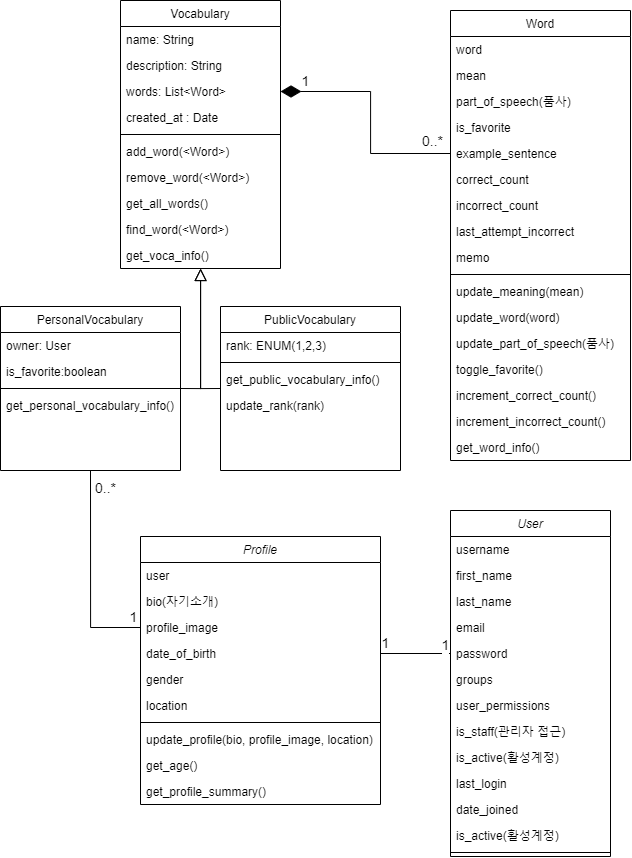 Vocabulary
name: String
description: String
words: List<Word>
created_at : Date
add_word(<Word>)
remove_word(<Word>)
get_all_words()
find_word(<Word>)
get_voca_info()
1
0..*
Word
word
mean
part_of_speech(품사)
is_favorite
example_sentence
correct_count
incorrect_count
last_attempt_incorrect
memo
update_meaning(mean)
update_word(word)
update_part_of_speech(품사)
toggle_favorite()
increment_correct_count()
increment_incorrect_count()
get_word_info()
PersonalVocabulary
owner: User
is_favorite:boolean
get_personal_vocabulary_info()
PublicVocabulary
rank: ENUM(1,2,3)
get_public_vocabulary_info()
update_rank(rank)
0..*
1
Profile
user
bio(자기소개)
profile_image
date_of_birth
gender
location
update_profile(bio, profile_image, location)
get_age()
get_profile_summary()
1
1
User
username
first_name
last_name
email
password
groups
user_permissions
is_staff(관리자 접근)
is_active(활성계정)
last_login
date_joined
is_active(활성계정)